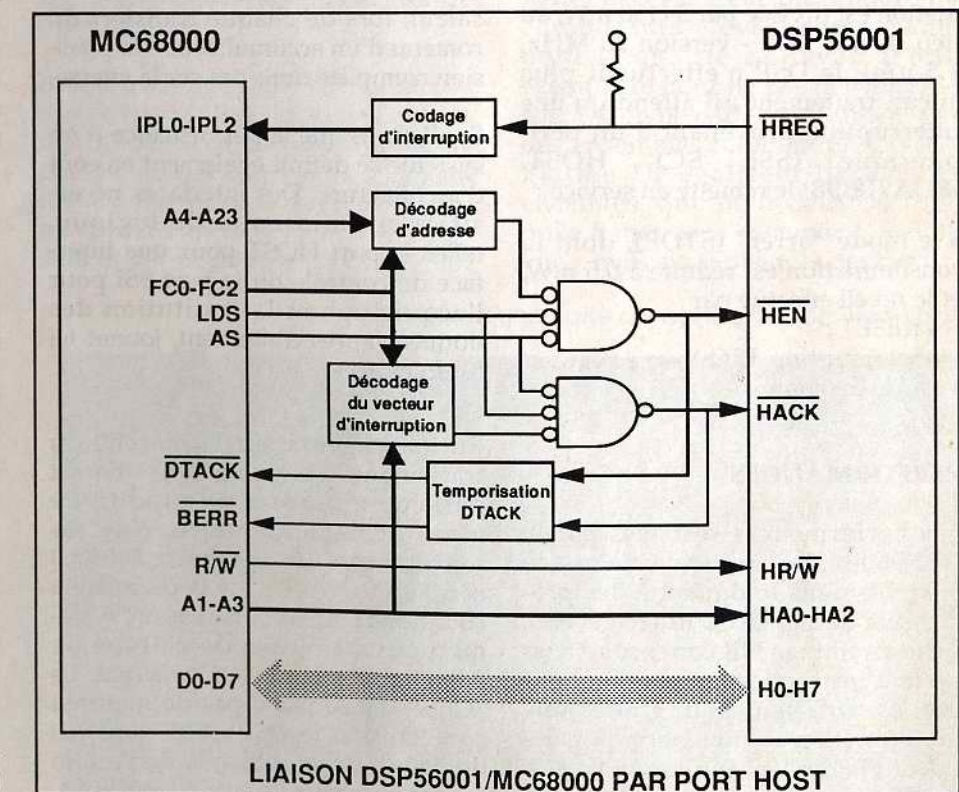 MC68000
DSP56001
IPL0-IPL2
Codage
d'interruption
HREQ
A4-A23
Décodage
d'adresse
FC0-FC2
LDS
AS
HEN
Décodage
du vecteur
d'interruption
HACK
DTACK
Temporisation
DTACK
BERR
R/W
HR/W
A1-A3
HA0-HA2
D0-D7
H0-H7
LIAISON DSP56001/MC68000 PAR PORT HOST